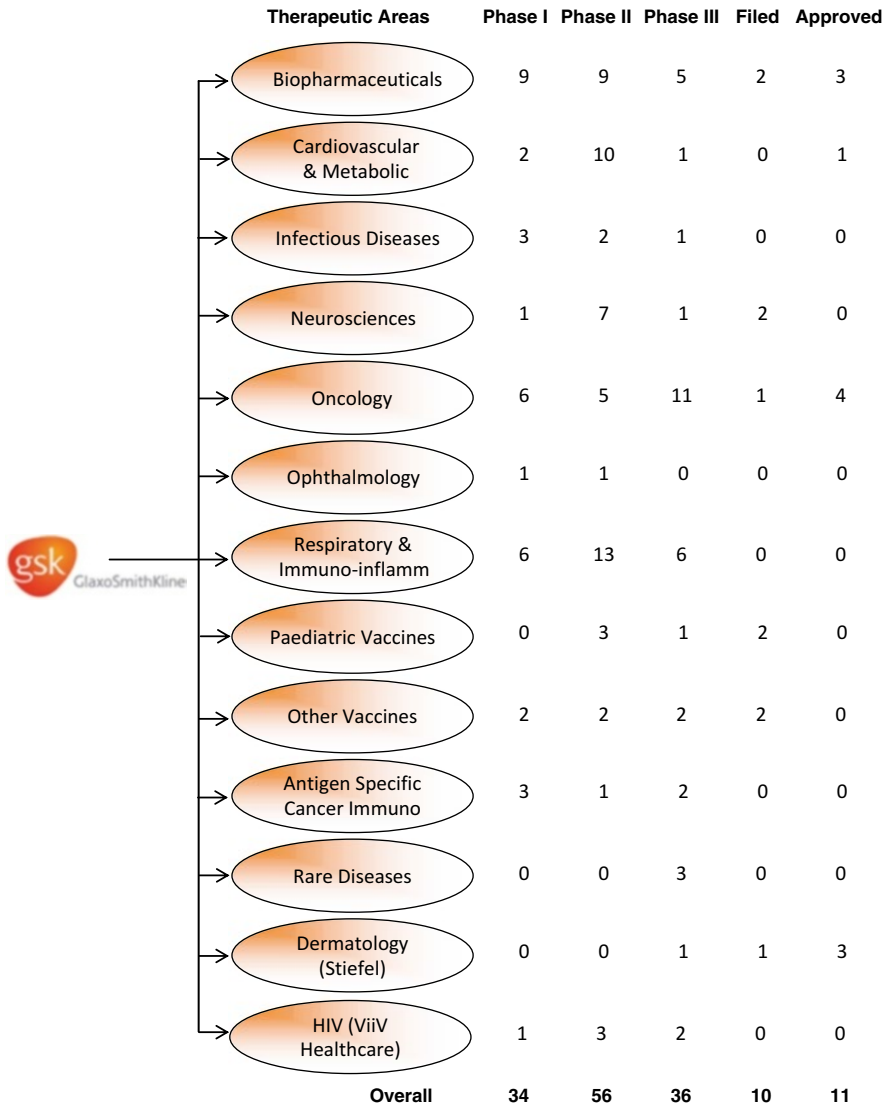 Therapeutic Areas Phase I Phase II Phase III Filed Approved
Biopharmaceuticals 9 9 5 2 3
Cardiovascular
& Metabolic 2 10 1 0 1
Infectious Diseases 3 2 1 0 0
Neurosciences 1 7 1 2 0
Oncology 6 5 11 1 4
Ophthalmology 1 1 0 0 0
gsk
GlaxoSmithKline
Respiratory &
Immuno-inflamm 6 13 6 0 0
Paediatric Vaccines 0 3 1 2 0
Other Vaccines 2 2 2 2 0
Antigen Specific
Cancer Immuno 3 1 2 0 0
Rare Diseases 0 0 3 0 0
Dermatology
(Stiefel) 0 0 1 1 3
HIV (ViiV
Healthcare) 1 3 2 0 0
Overall 34 56 36 10 11